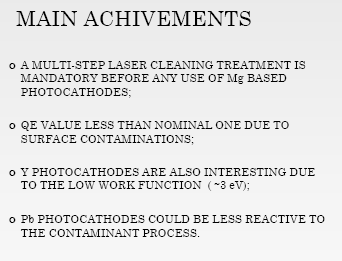 MAIN ACHIVEMENTS
o A MULTI-STEP LASER CLEANING TREATMENT IS
MANDATORY BEFORE ANY USE OF Mg BASED
PHOTOCATHODES;
o QE VALUE LESS THAN NOMINAL ONE DUE TO
SURFACE CONTAMINATIONS;
o Y PHOTOCATHODES ARE ALSO INTERESTING DUE
TO THE LOW WORK FUNCTION (~3 eV);
o Pb PHOTOCATHODES COULD BE LESS REACTIVE TO
THE CONTAMINANT PROCESS.